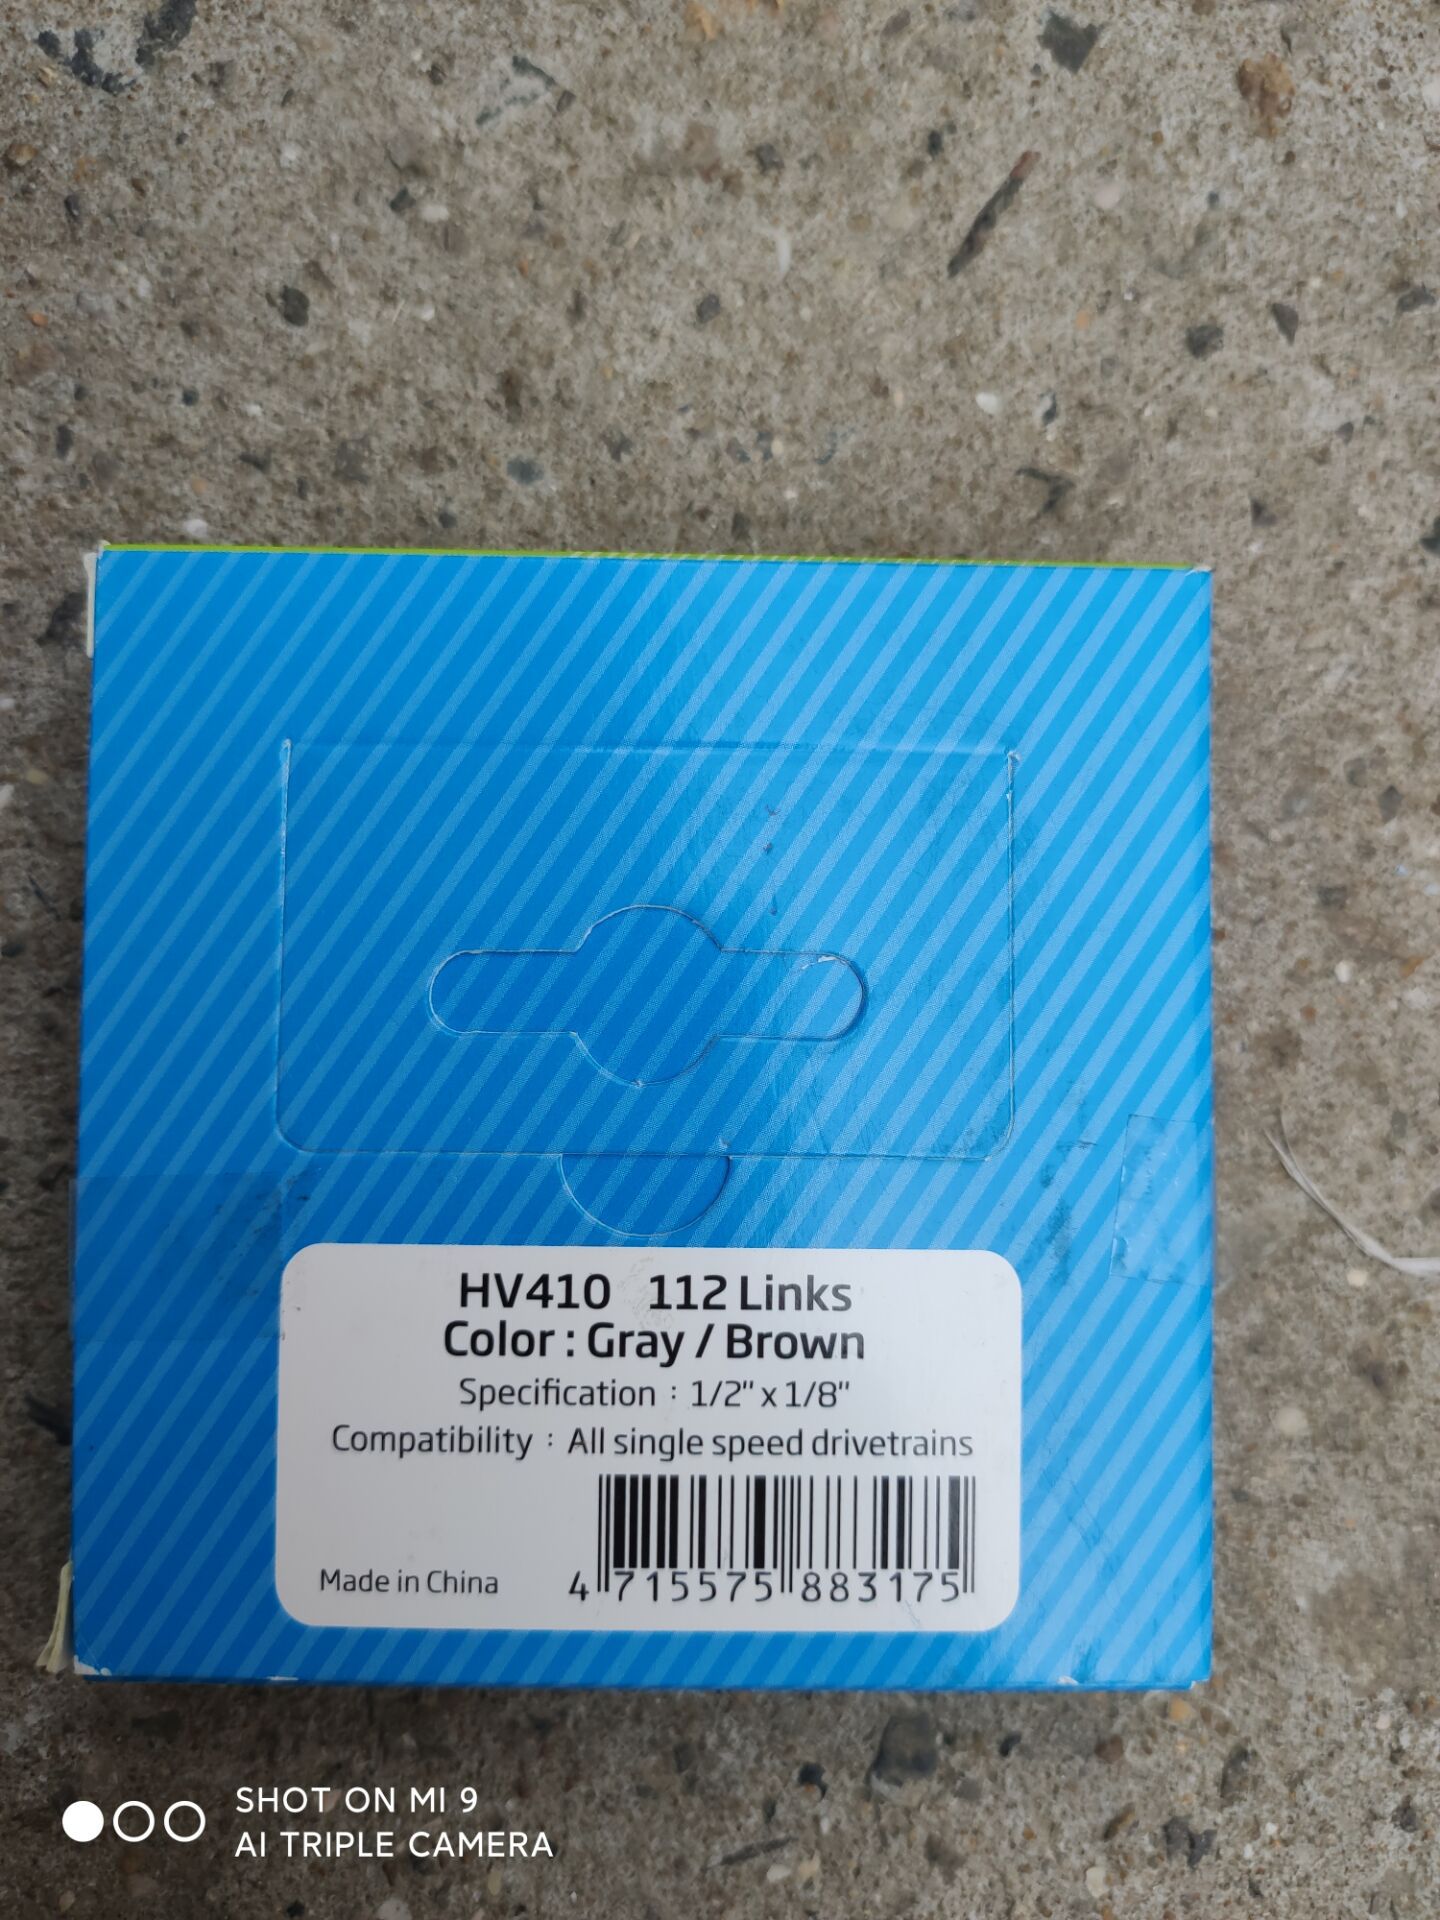 HV410 112 Links
Color : Gray / Brown
Specification : 1/2" x 1/8"
Compatibility : All single speed drivetrains
Made in China
4 715575 883175
SHOT ON MI 9
AI TRIPLE CAMERA